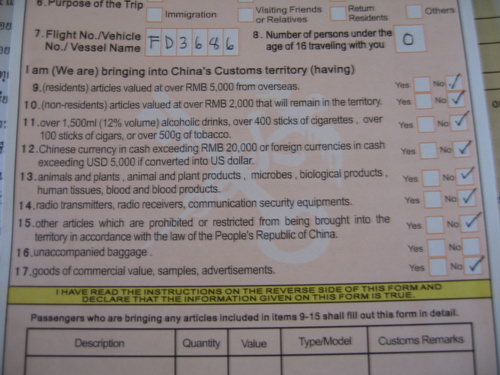 6. Purpose of the Trip
Immigration
Visiting Friends or Relatives
Return Residents
Others
7. Flight No./Vehicle No./ Vessel Name FD3686
8. Number of persons under the age of 16 traveling with you 0
I am (We are) bringing into China's Customs territory (having)
9.(residents) articles valued at over RMB 5,000 from overseas. Yes No ✓
10.(non-residents) articles valued at over RMB 2,000 that will remain in the territory. Yes No ✓
11.over 1,500ml (12% volume) alcoholic drinks, over 400 sticks of cigarettes , over
100 sticks of cigars, or over 500g of tobacco. Yes No ✓
12.Chinese currency in cash exceeding RMB 20,000 or foreign currencies in cash
exceeding USD 5,000 if converted into US dollar. Yes No ✓
13.animals and plants , animal and plant products , microbes , biological products ,
human tissues, blood and blood products. Yes No ✓
14.radio transmitters, radio receivers, communication security equipments. Yes No ✓
15.other articles which are prohibited or restricted from being brought into the
territory in accordance with the law of the People's Republic of China. Yes No ✓
16.unaccompanied baggage . Yes No
17.goods of commercial value, samples, advertisements. Yes No ✓
I HAVE READ THE INSTRUCTIONS ON THE REVERSE SIDE OF THIS FORM AND
DECLARE THAT THE INFORMATION GIVEN ON THIS FORM IS TRUE.
Passengers who are bringing any articles included in items 9-15 shall fill out this form in detail.
Description Quantity Value Type/Model Customs Remarks